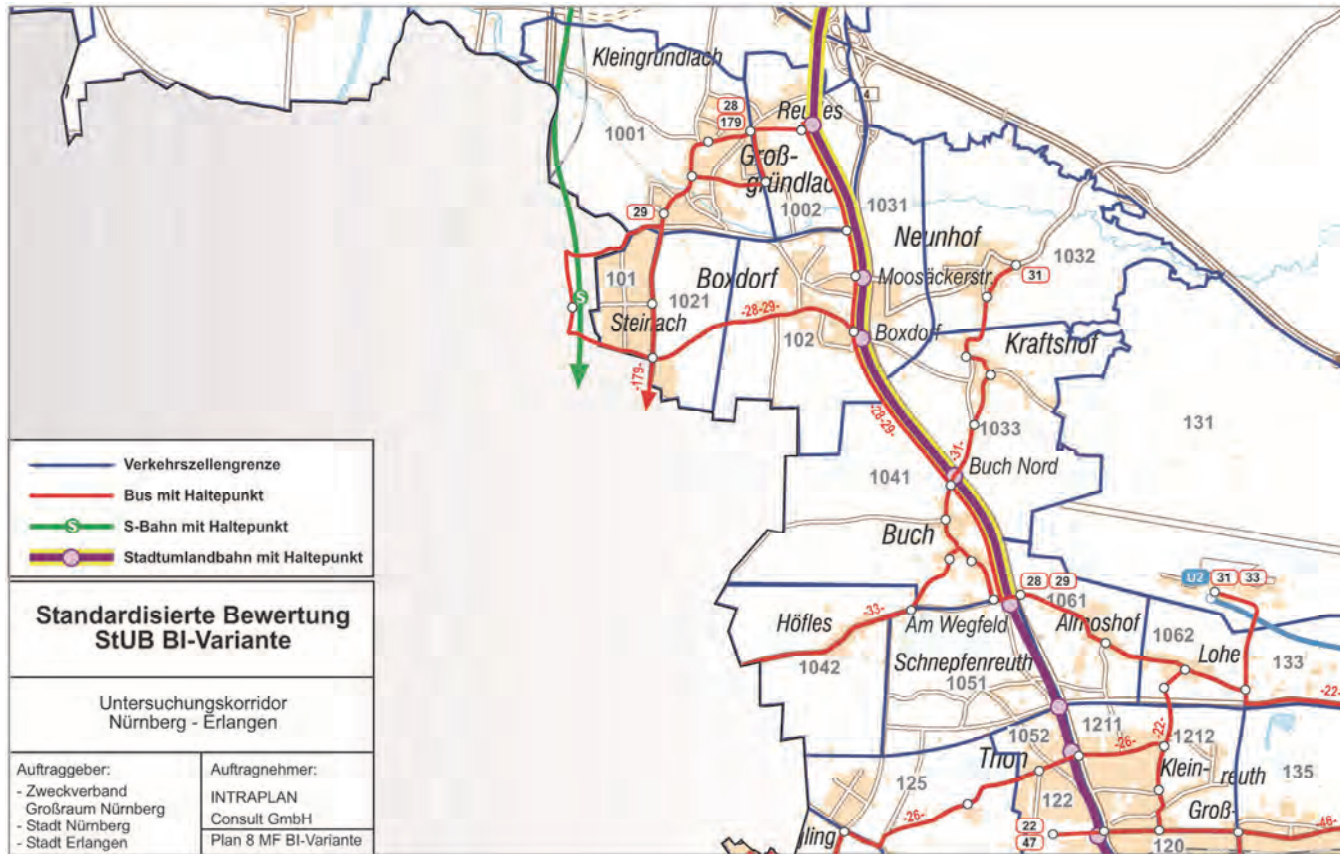 Kleingründlach
28
179
Reutles
4
1001
Groß-
gründlach
29
1002
1031
Neunhof
1032
101
Boxdorf
Moosäckerstr.
31
1021
S
Steinach
-28-29-
102
Boxdorf
Kraftshof
-179-
131
-28-29-
1033
-31-
Buch Nord
1041
Buch
U2 31 33
28 29
1061
-33-
Höfles
Am Wegfeld
Almoshof
1062
Lohe
1042
Schnepfenreuth
133
1051
-22-
1211
1052
-22-
1212
-26-
Thon
Klein-
reuth
135
125
122
-26-
Groß-
22
47
-46-
120
Verkehrszellengrenze
Bus mit Haltepunkt
S
S-Bahn mit Haltepunkt
Stadtumlandbahn mit Haltepunkt
Standardisierte Bewertung
StUB BI-Variante
Untersuchungskorridor
Nürnberg - Erlangen
Auftraggeber:
- Zweckverband
Großraum Nürnberg
- Stadt Nürnberg
- Stadt Erlangen
Auftragnehmer:
INTRAPLAN
Consult GmbH
Plan 8 MF BI-Variante